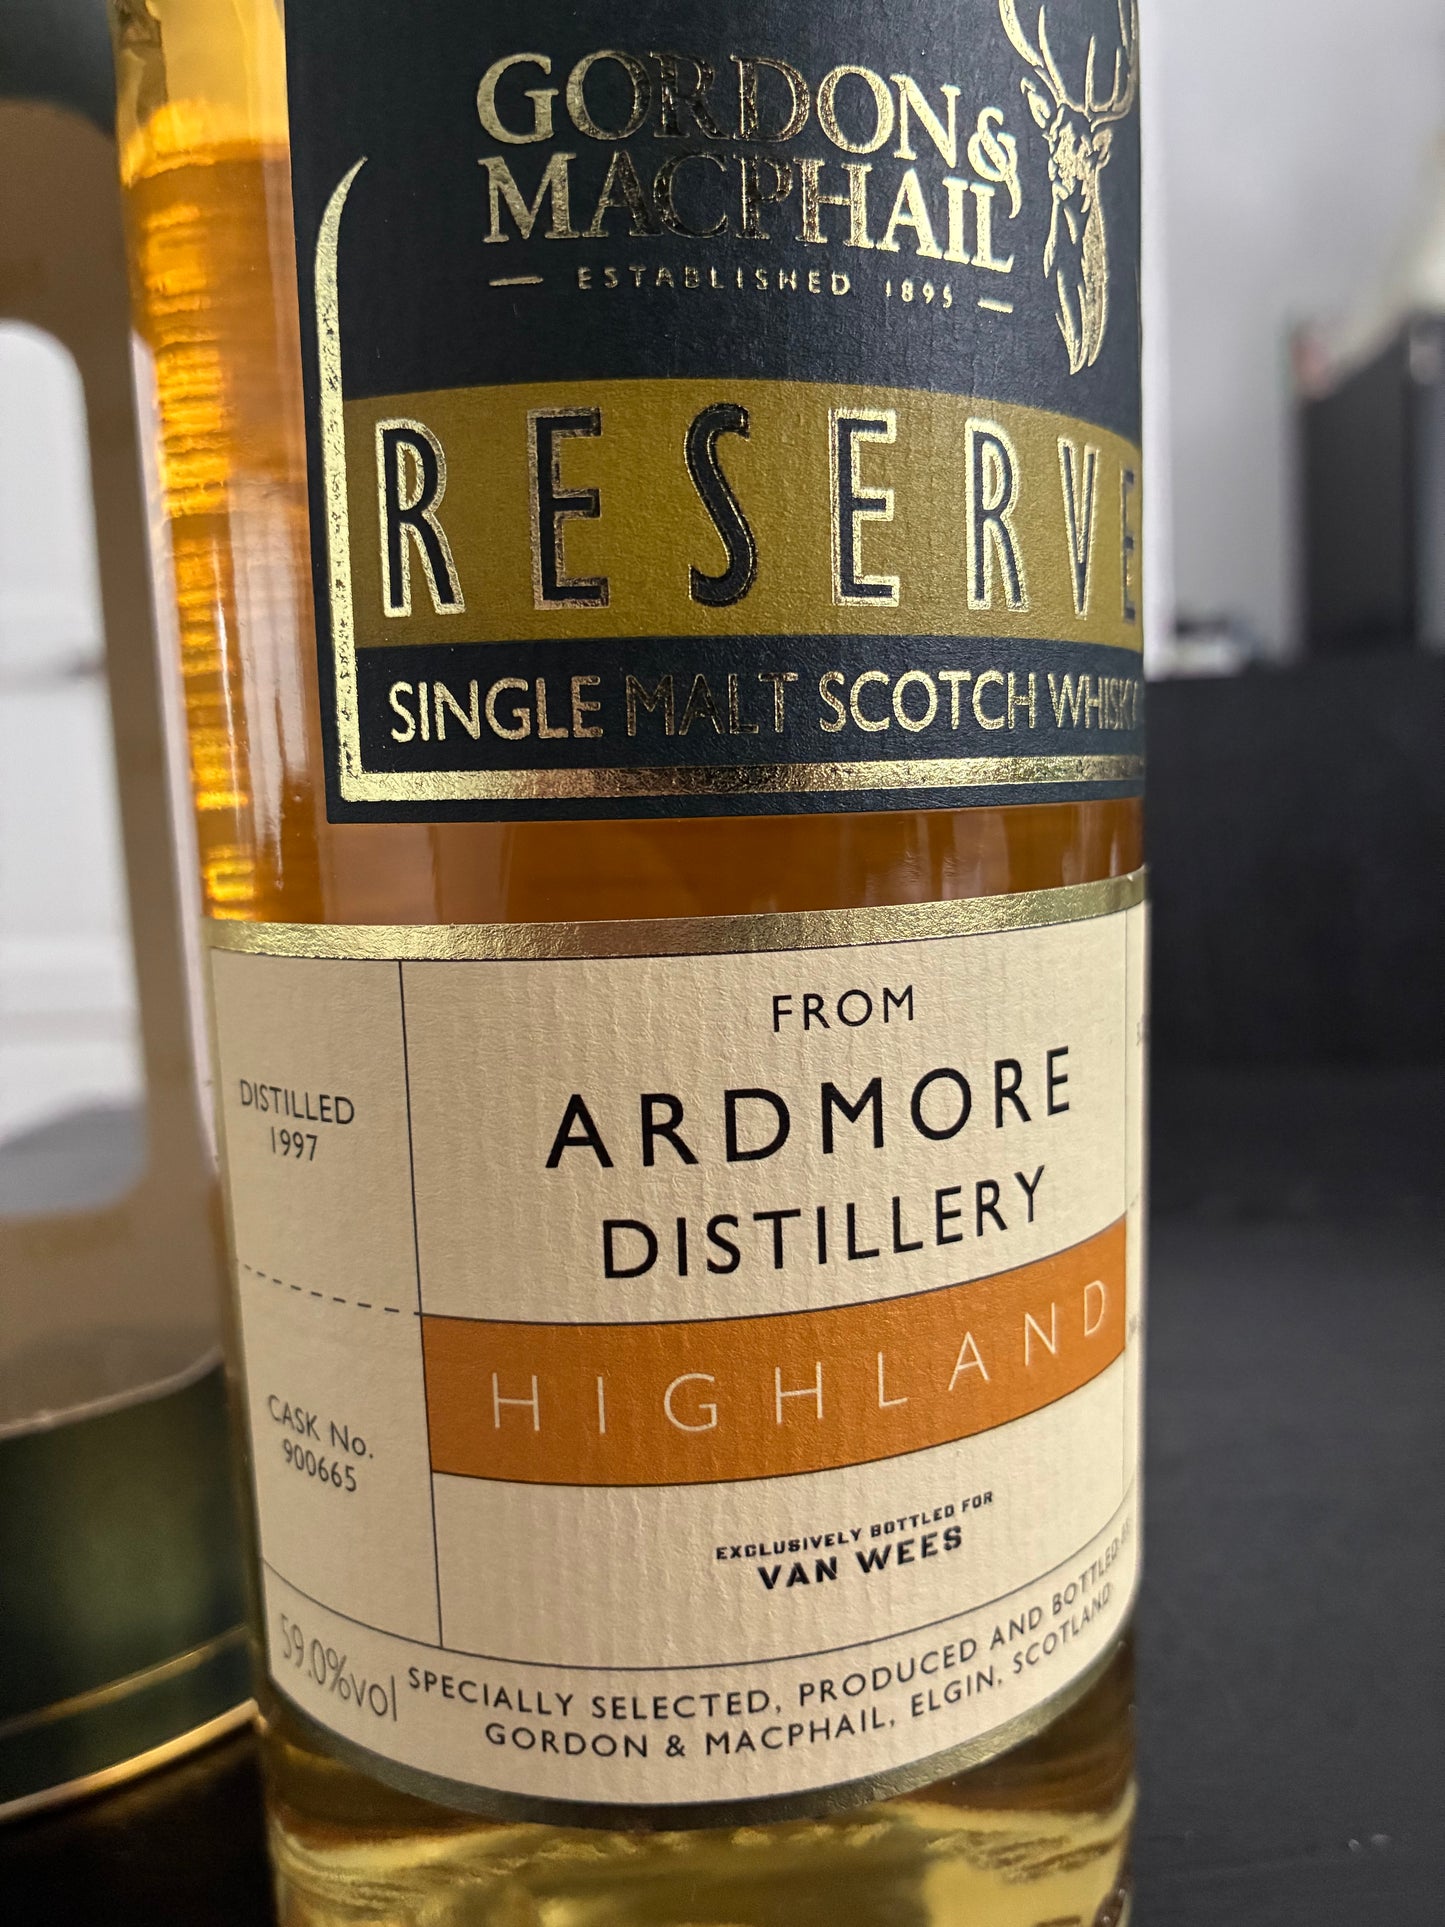 GORDON &
MACPHAIL
ESTABLISHED 1895
RESERVE
SINGLE MALT SCOTCH WHISKY
FROM
ARDMORE
DISTILLERY
HIGHLAND
DISTILLED
1997
CASK No.
900665
EXCLUSIVELY BOTTLED FOR
VAN WEES
59.0%vol
SPECIALLY SELECTED, PRODUCED AND BOTTLED
GORDON & MACPHAIL, ELGIN, SCOTLAND